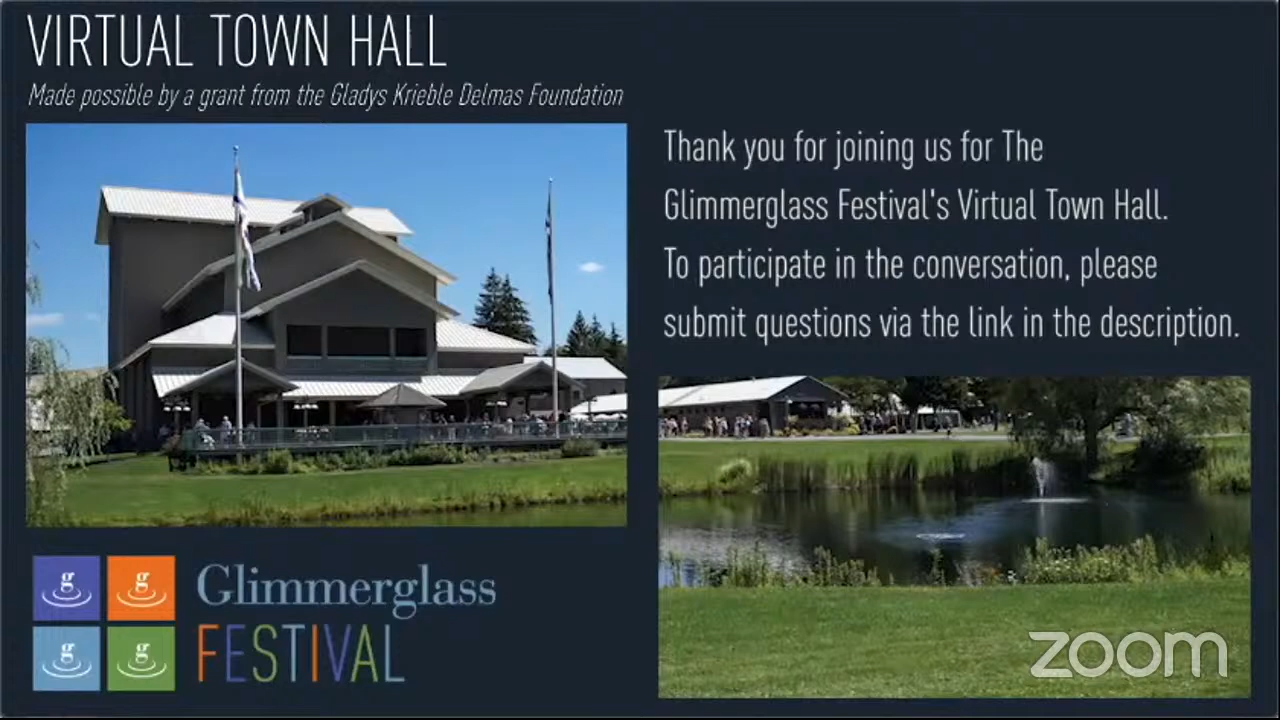 VIRTUAL TOWN HALL
Made possible by a grant from the Gladys Krieble Delmas Foundation
Thank you for joining us for The
Glimmerglass Festival's Virtual Town Hall.
To participate in the conversation, please
submit questions via the link in the description.
g g
g g
Glimmerglass
FESTIVAL
zoom